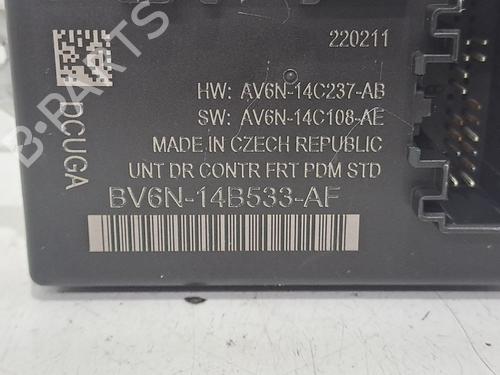 220211
HW: AV6N-14C237-AB
SW: AV6N-14C108-AE
MADE IN CZECH REPUBLIC
UNT DR CONTR FRT PDM STD
BV6N-14B533-AF
DCUGA
B-PARTS